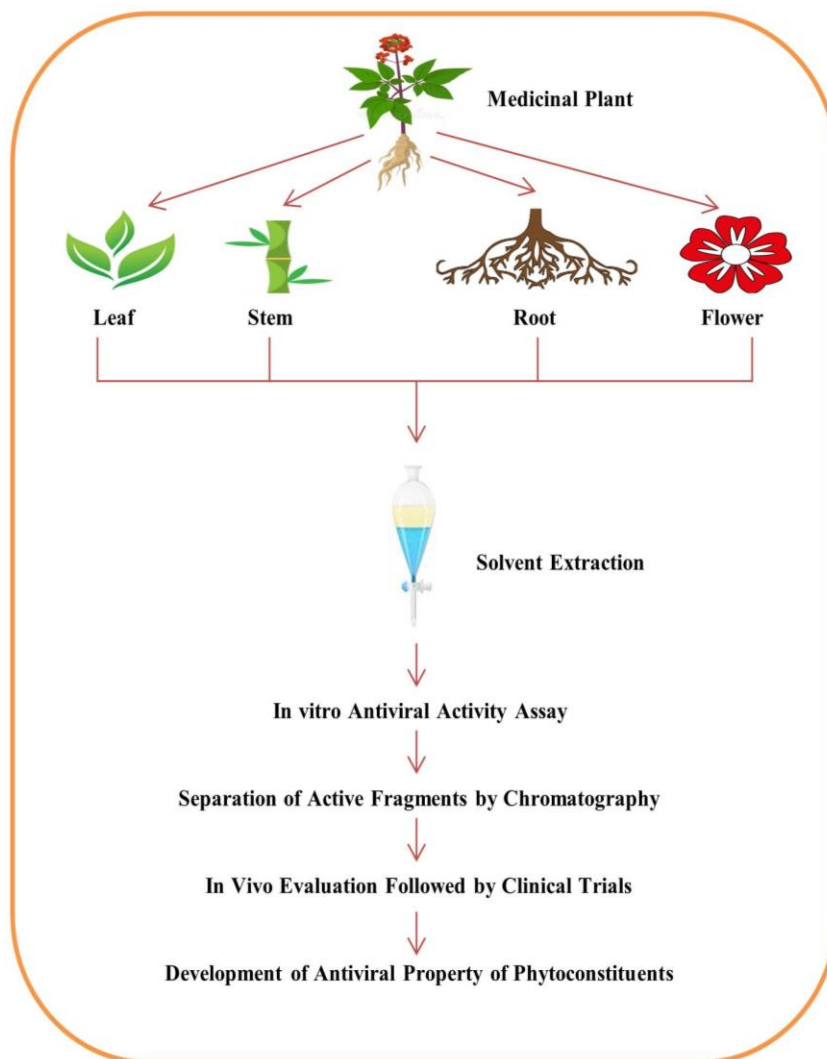 Medicinal Plant
Leaf
Stem
Root
Flower
Solvent Extraction
In vitro Antiviral Activity Assay
Separation of Active Fragments by Chromatography
In Vivo Evaluation Followed by Clinical Trials
Development of Antiviral Property of Phytoconstituents